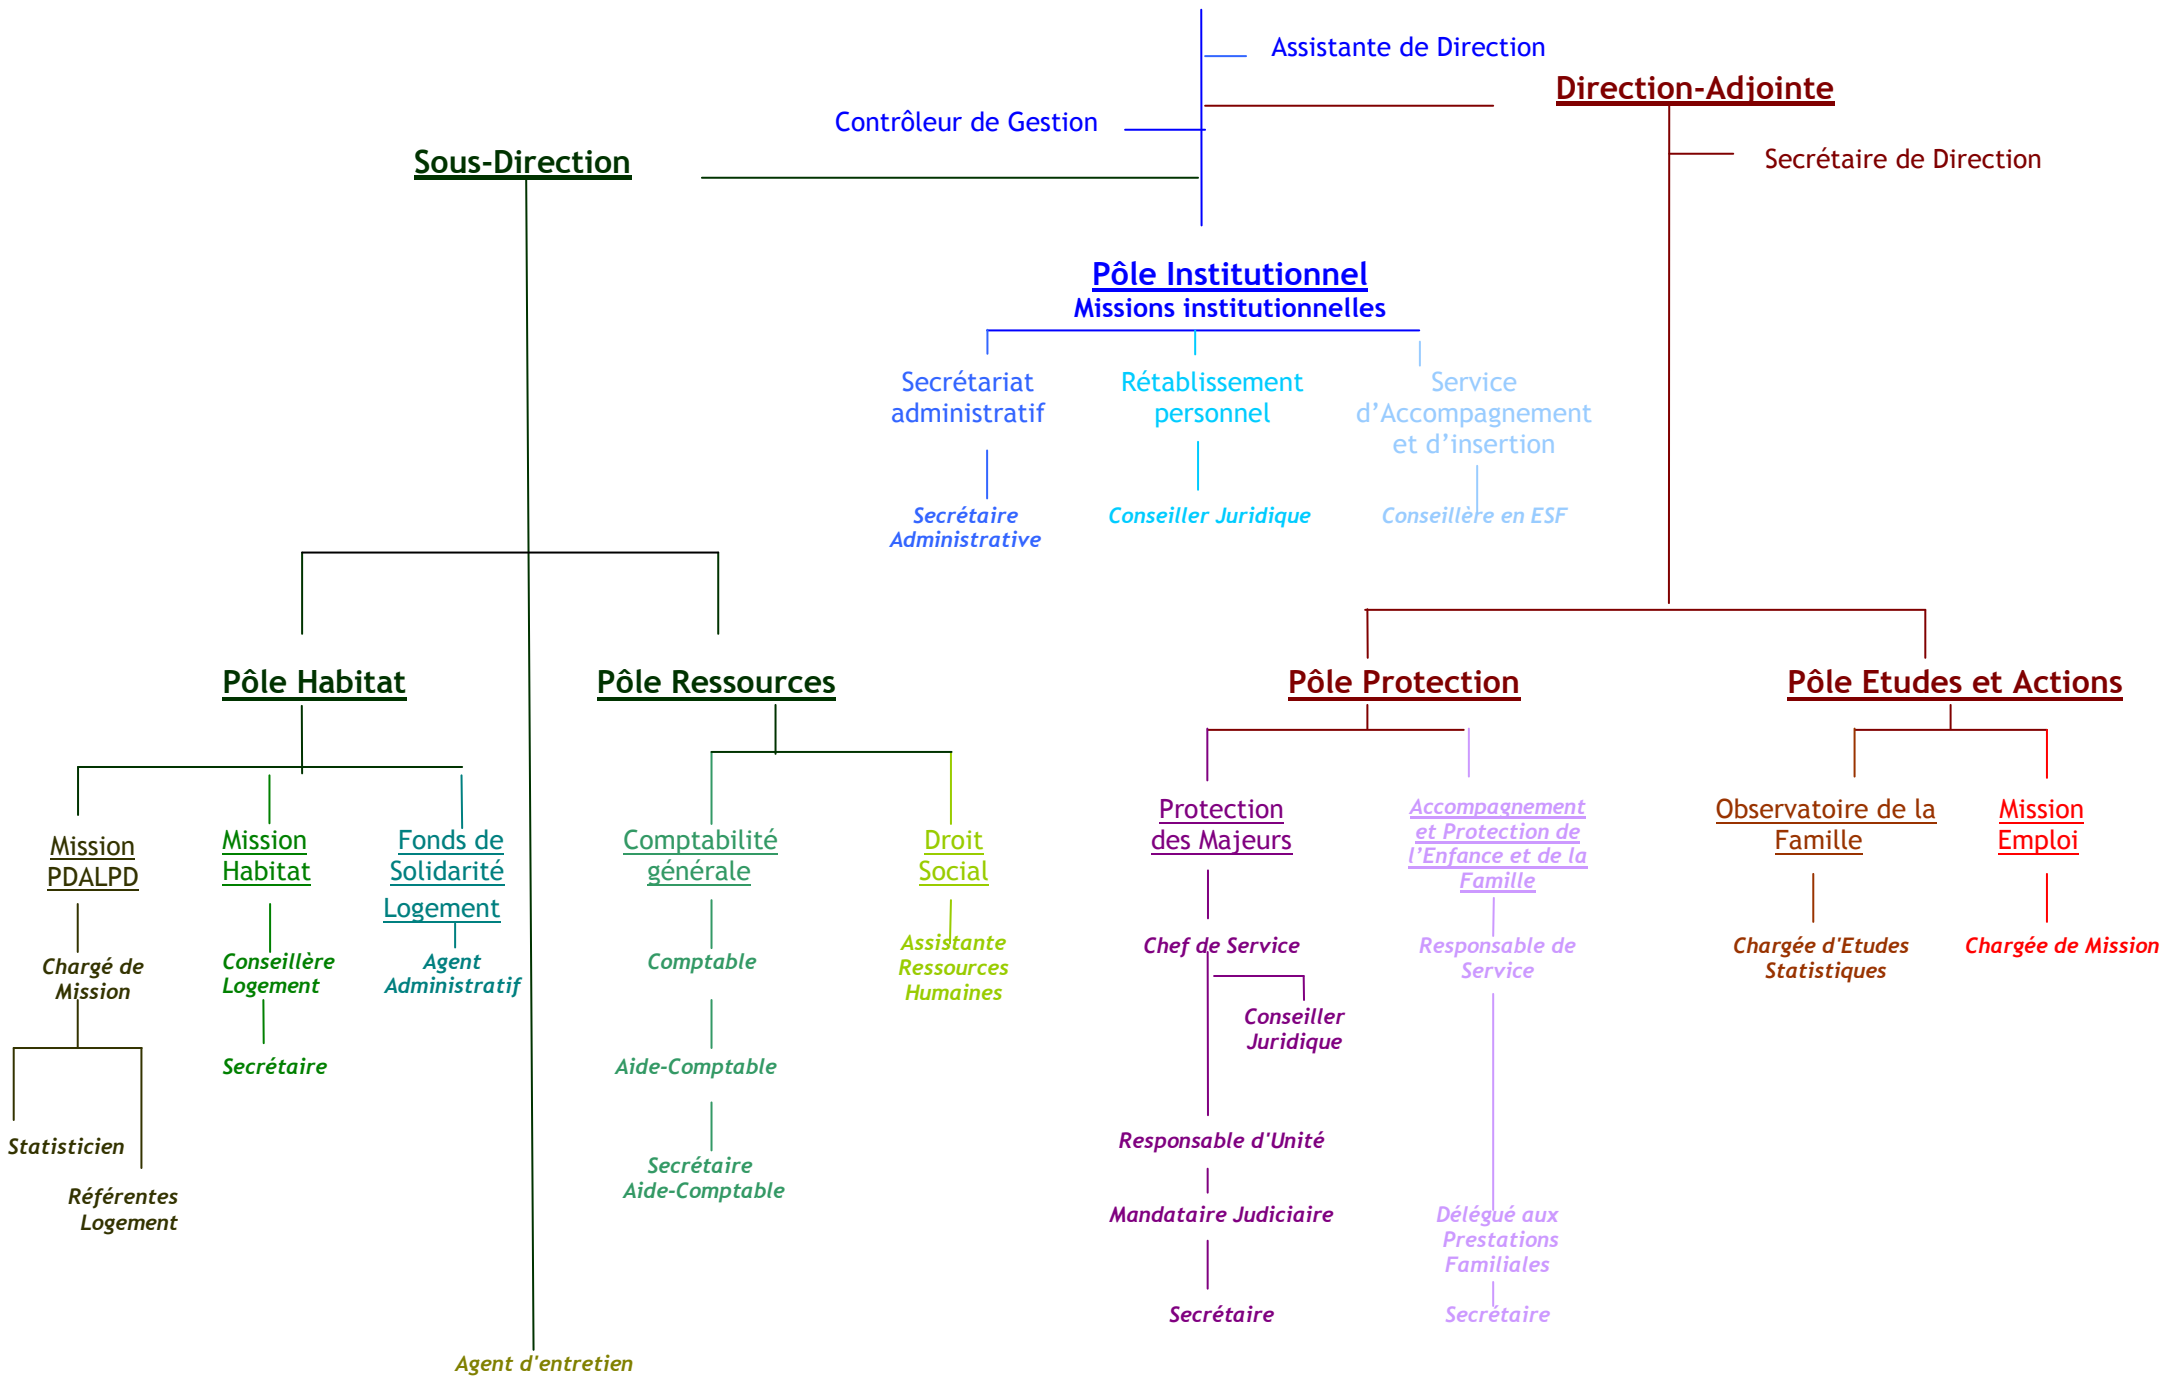 Assistante de Direction
Direction-Adjointe
Contrôleur de Gestion
Sous-Direction
Secrétaire de Direction
Pôle Institutionnel
Missions institutionnelles
Secrétariat
administratif
Rétablissement
personnel
Service
d’Accompagnement
et d’insertion
Secrétaire
Administrative
Conseiller Juridique
Conseillère en ESF
Pôle Habitat
Pôle Ressources
Pôle Protection
Pôle Etudes et Actions
Mission
PDALPD
Mission
Habitat
Fonds de
Solidarité
Logement
Comptabilité
générale
Droit
Social
Protection
des Majeurs
Accompagnement
et Protection de
l’Enfance et de la
Famille
Observatoire de la
Famille
Mission
Emploi
Chargé de
Mission
Conseillère
Logement
Agent
Administratif
Comptable
Assistante
Ressources
Humaines
Chef de Service
Responsable de
Service
Chargée d'Etudes
Statistiques
Chargée de Mission
Conseiller
Juridique
Secrétaire
Aide-Comptable
Statisticien
Référentes
Logement
Secrétaire
Aide-Comptable
Responsable d'Unité
Mandataire Judiciaire
Délégué aux
Prestations
Familiales
Secrétaire
Secrétaire
Agent d'entretien